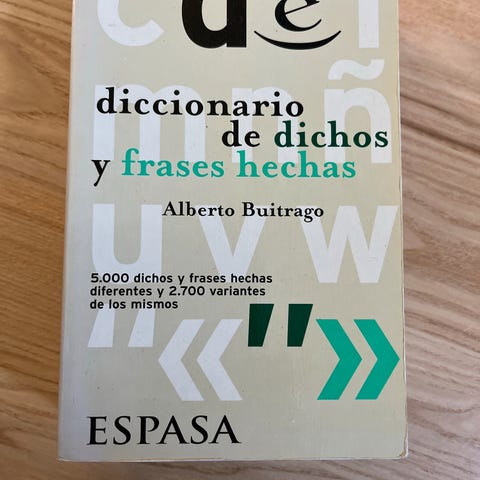 de
diccionario
de dichos
y frases hechas
Alberto Buitrago
5.000 dichos y frases hechas
diferentes y 2.700 variantes
de los mismos
ESPASA